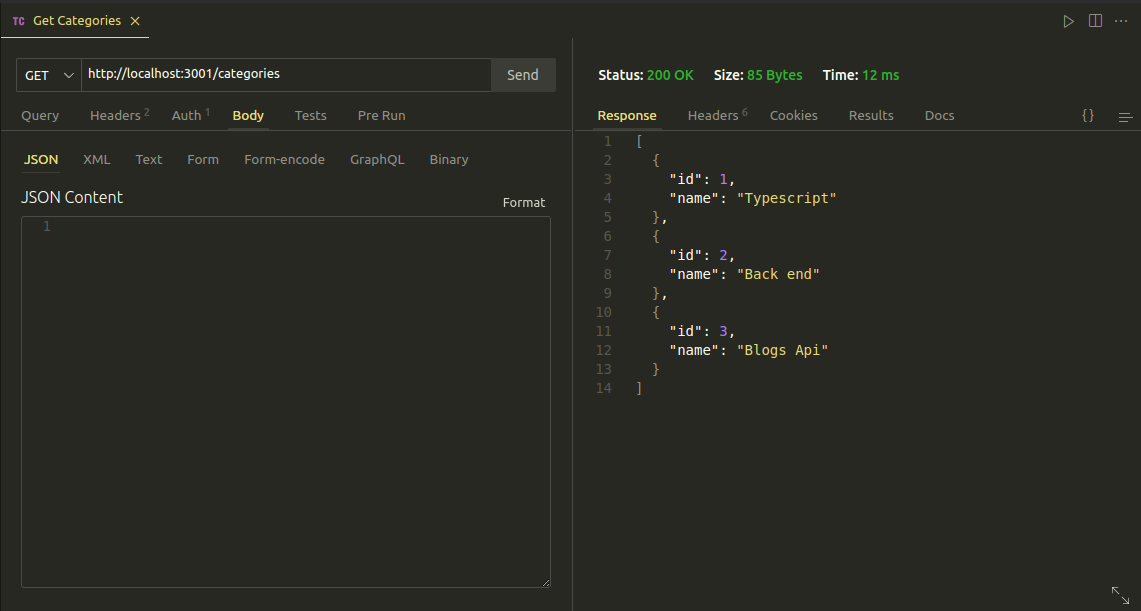 TC Get Categories
GET http://localhost:3001/categories Send
Query Headers 2 Auth 1 Body Tests Pre Run
JSON XML Text Form Form-encode GraphQL Binary
JSON Content
Format
1
Status: 200 OK Size: 85 Bytes Time: 12 ms
Response Headers 6 Cookies Results Docs {}
1 [
2 {
3 "id": 1,
4 "name": "Typescript"
5 },
6 {
7 "id": 2,
8 "name": "Back end"
9 },
10 {
11 "id": 3,
12 "name": "Blogs Api"
13 }
14 ]